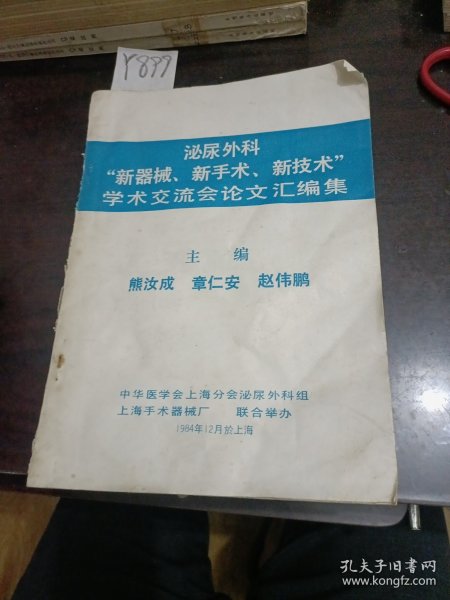 Y897
泌尿外科
“新器械、新手术、新技术”
学术交流会论文汇编集
主 编
熊汝成 章仁安 赵伟鹏
中华医学会上海分会泌尿外科组
上海手术器械厂 联合举办
1984年12月於上海
孔夫子旧书网
www.kongfz.com